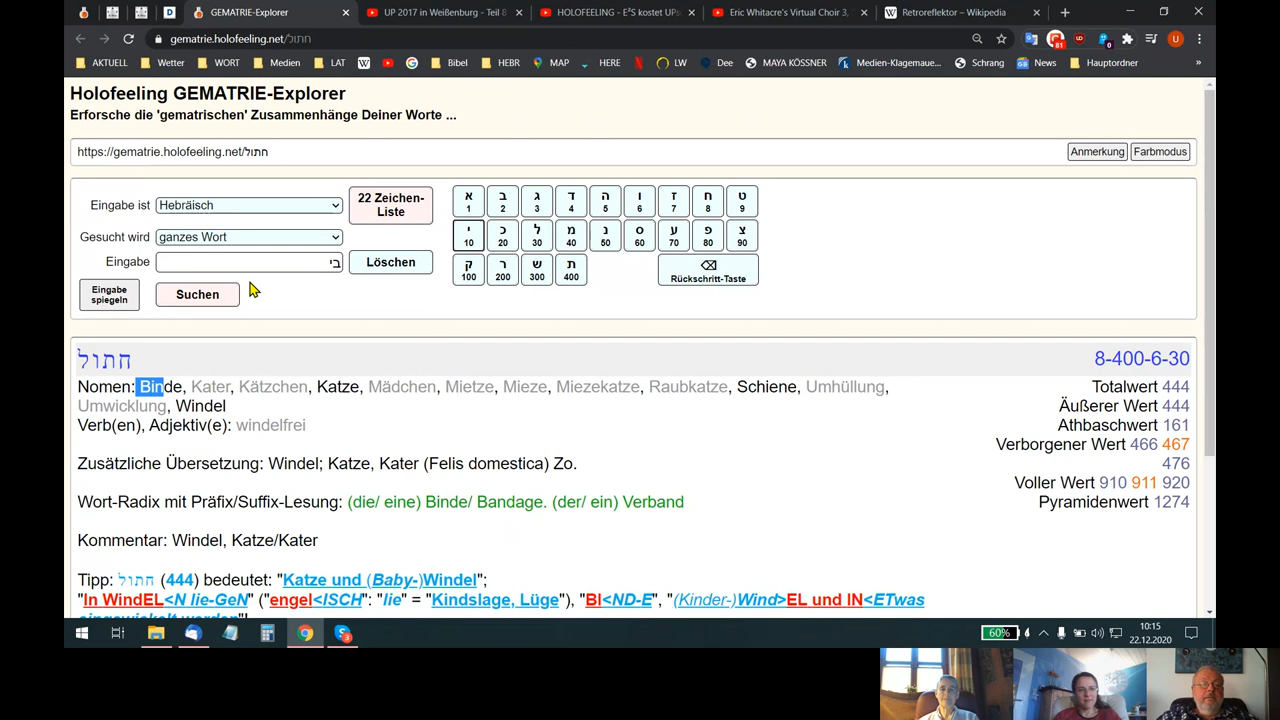 GEMATRIE-Explorer
UP 2017 in Weißenburg - Teil 8
HOLOFEELING - E²S kostet UPs
Eric Whitacre's Virtual Choir 3,
Retroreflektor – Wikipedia
gematrie.holofeeling.net/חתול
AUSWAHL Wetter WORT Medien LAT Bibel HEBR MAP HERE LW Dee MAYA KÖSSNER Medien-Klagemaue... Schrang News Hauptordner »
Holofeeling GEMATRIE-Explorer
Erforsche die 'gematrischen' Zusammenhänge Deiner Worte ...
https://gematrie.holofeeling.net/חתול
Anmerkung Farbmodus
Eingabe ist Hebräisch
22 Zeichen-
Liste
Gesucht wird ganzes Wort
Eingabe בי
Löschen
Eingabe
spiegeln
Suchen
א ב ג ד ה ו ז ח ט
1 2 3 4 5 6 7 8 9
י כ ל מ נ ס ע פ צ
10 20 30 40 50 60 70 80 90
ק ר ש ת
100 200 300 400
Rückschritt-Taste
חתול
8-400-6-30
Nomen: Binde, Kater, Kätzchen, Katze, Mädchen, Mietze, Mieze, Miezekatze, Raubkatze, Schiene, Umhüllung,
Umwicklung, Windel
Verb(en), Adjektiv(e): windelfrei
Zusätzliche Übersetzung: Windel; Katze, Kater (Felis domestica) Zo.
Wort-Radix mit Präfix/Suffix-Lesung: (die/ eine) Binde/ Bandage. (der/ ein) Verband
Kommentar: Windel, Katze/Kater
Tipp: חתול (444) bedeutet: "Katze und (Baby-)Windel";
"In WindEL<N lie-GeN" ("engel<ISCH": "lie" = "Kindslage, Lüge"), "BI<ND-E", "(Kinder-)Wind>EL und IN<ETwas
eingewickelt werden"!
Totalwert 444
Äußerer Wert 444
Athbaschwert 161
Verborgener Wert 466 467
476
Voller Wert 910 911 920
Pyramidenwert 1274
60%
10:15
22.12.2020